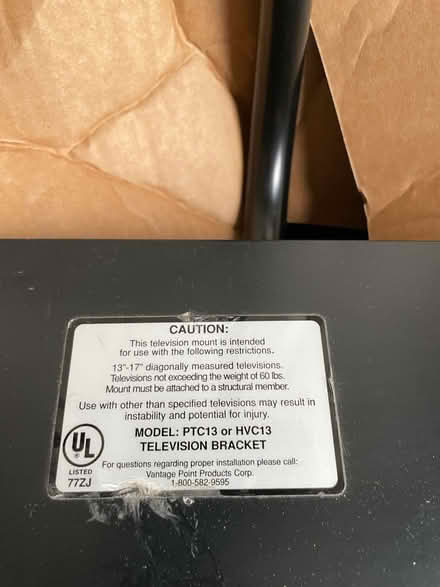 CAUTION:
This television mount is intended
for use with the following restrictions.
13"-17" diagonally measured televisions.
Televisions not exceeding the weight of 60 lbs.
Mount must be attached to a structural member.
Use with other than specified televisions may result in
instability and potential for injury.
MODEL: PTC13 or HVC13
TELEVISION BRACKET
UL
LISTED
77ZJ
For questions regarding proper installation please call:
Vantage Point Products Corp.
1-800-582-9595